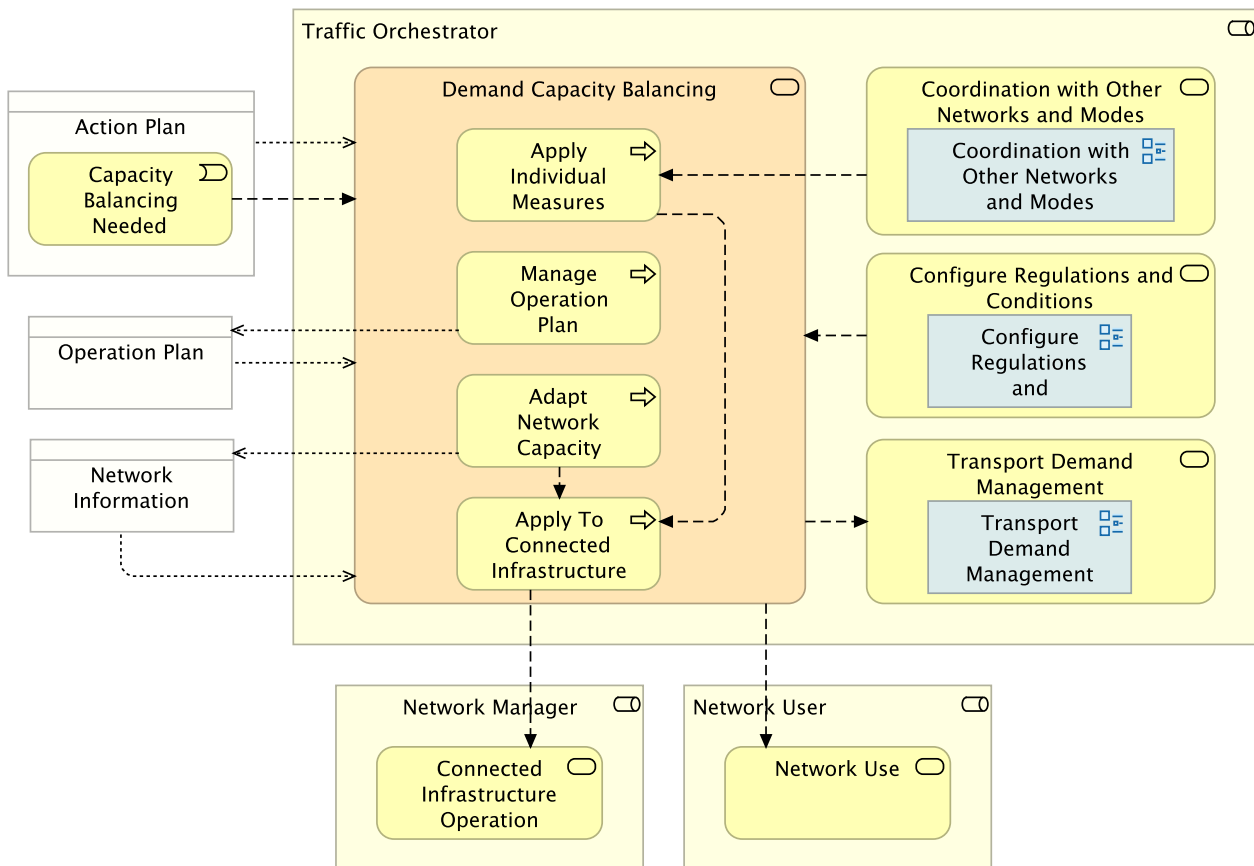 Traffic Orchestrator
Action Plan
Capacity
Balancing
Needed
Operation Plan
Network
Information
Demand Capacity Balancing
Apply
Individual
Measures
Manage
Operation
Plan
Adapt
Network
Capacity
Apply To
Connected
Infrastructure
Coordination with Other
Networks and Modes
Coordination with
Other Networks
and Modes
Configure Regulations and
Conditions
Configure
Regulations
and
Transport Demand
Management
Transport
Demand
Management
Network Manager
Connected
Infrastructure
Operation
Network User
Network Use